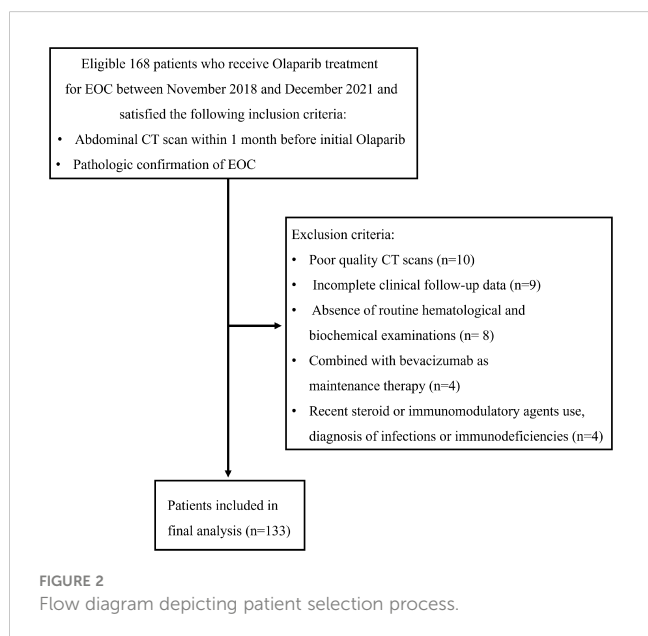 Eligible 168 patients who receive Olaparib treatment
for EOC between November 2018 and December 2021 and
satisfied the following inclusion criteria:
• Abdominal CT scan within 1 month before initial Olaparib
• Pathologic confirmation of EOC
Exclusion criteria:
• Poor quality CT scans (n=10)
• Incomplete clinical follow-up data (n=9)
• Absence of routine hematological and
biochemical examinations (n= 8)
• Combined with bevacizumab as
maintenance therapy (n=4)
• Recent steroid or immunomodulatory agents use,
diagnosis of infections or immunodeficiencies (n=4)
Patients included in
final analysis (n=133)
FIGURE 2
Flow diagram depicting patient selection process.